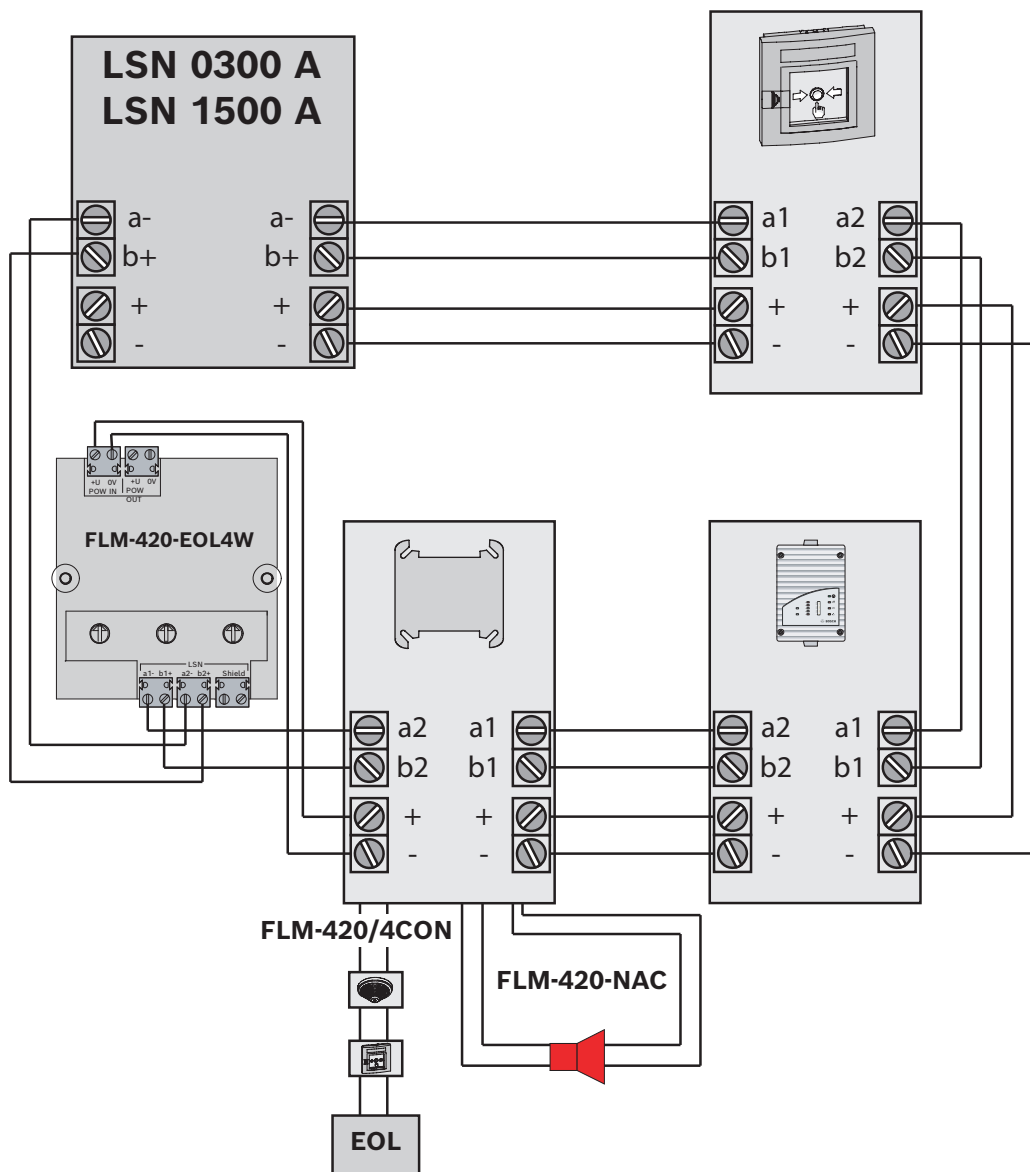 LSN 0300 A
LSN 1500 A
a- a-
b+ b+
+ +
- -
a1 a2
b1 b2
+ +
- -
+U 0V +U 0V
POW IN POW
OUT
FLM-420-EOL4W
LSN
a1- b1+ a2- b2+ Shield
a2 a1
b2 b1
+ +
- -
a2 a1
b2 b1
+ +
- -
FLM-420/4CON
FLM-420-NAC
EOL